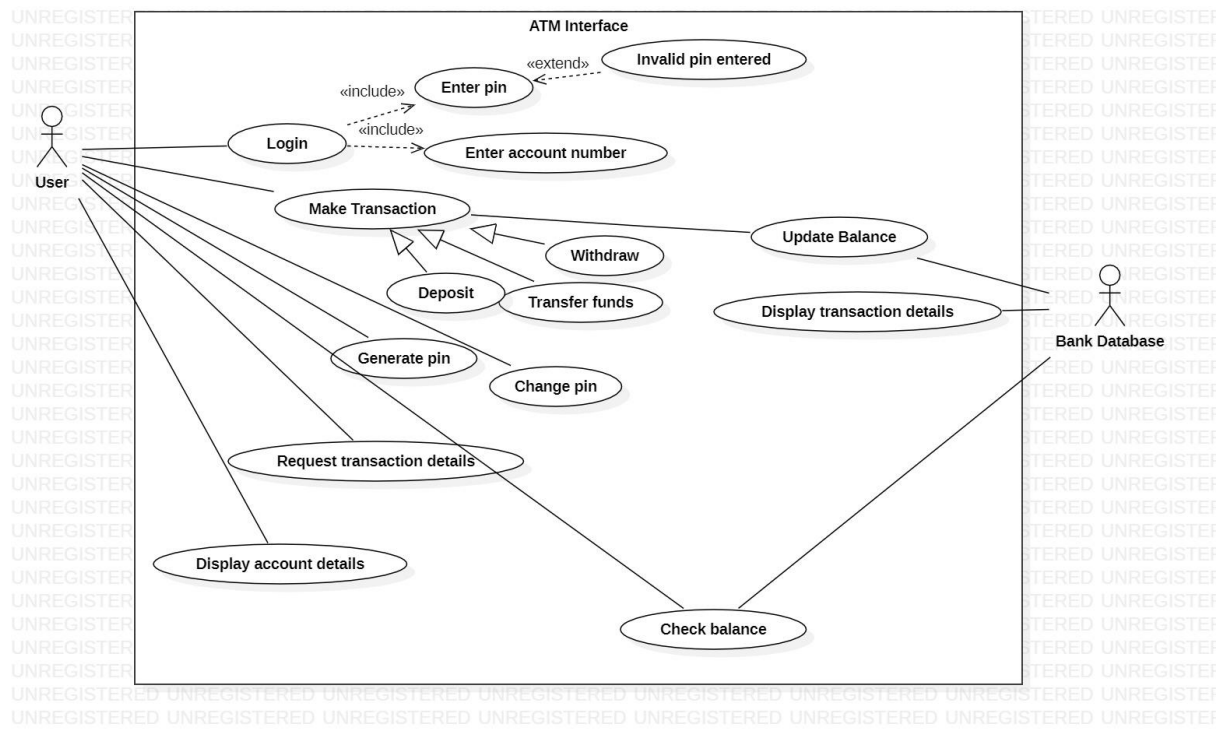 ATM Interface
Invalid pin entered
«extend»
Enter pin
«include»
«include»
Login
Enter account number
User
Make Transaction
Update Balance
Withdraw
Deposit
Transfer funds
Display transaction details
Bank Database
Generate pin
Change pin
Request transaction details
Display account details
Check balance
UNREGISTERED UNREGISTERED UNREGISTERED UNREGISTERED UNREGISTERED UNREGISTERED UNREGISTERED
UNREGISTERED UNREGISTERED UNREGISTERED UNREGISTERED UNREGISTERED UNREGISTERED UNREGISTERED